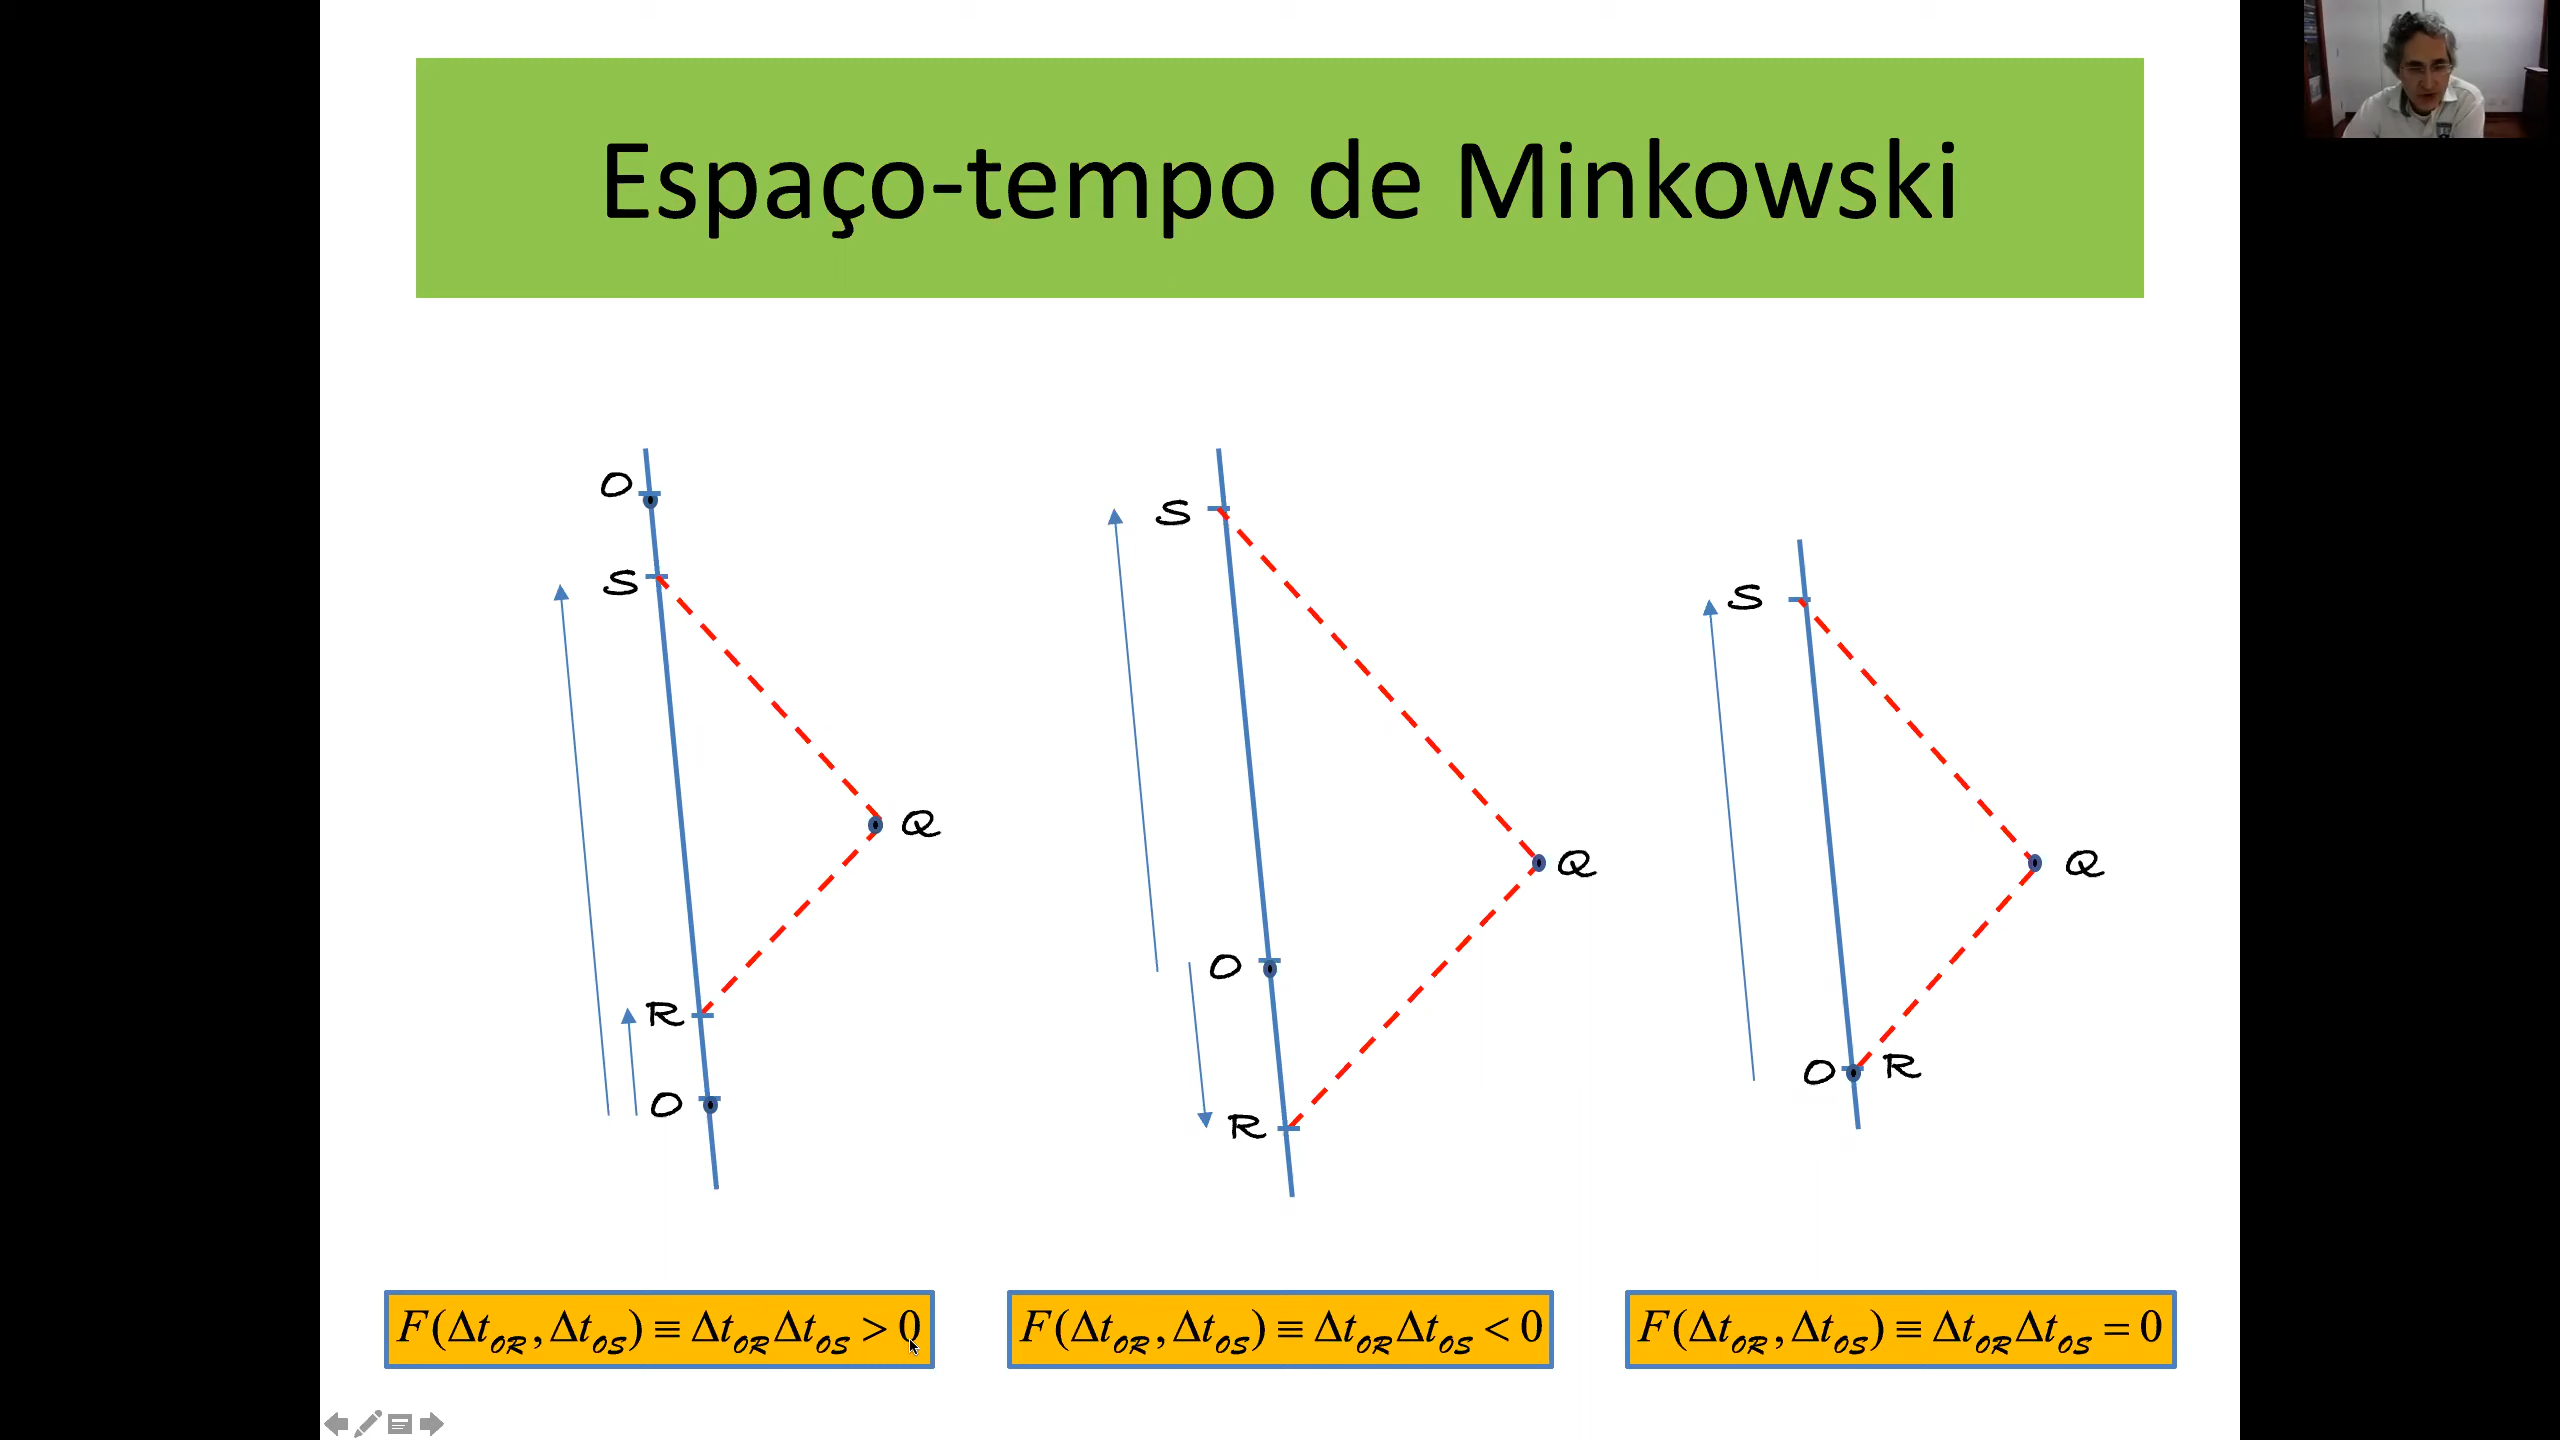 Espaço-tempo de Minkowski
O
S
Q
R
O
S
Q
O
R
S
Q
O R
F(Δt_OR, Δt_OS) ≡ Δt_OR Δt_OS > 0
F(Δt_OR, Δt_OS) ≡ Δt_OR Δt_OS < 0
F(Δt_OR, Δt_OS) ≡ Δt_OR Δt_OS = 0